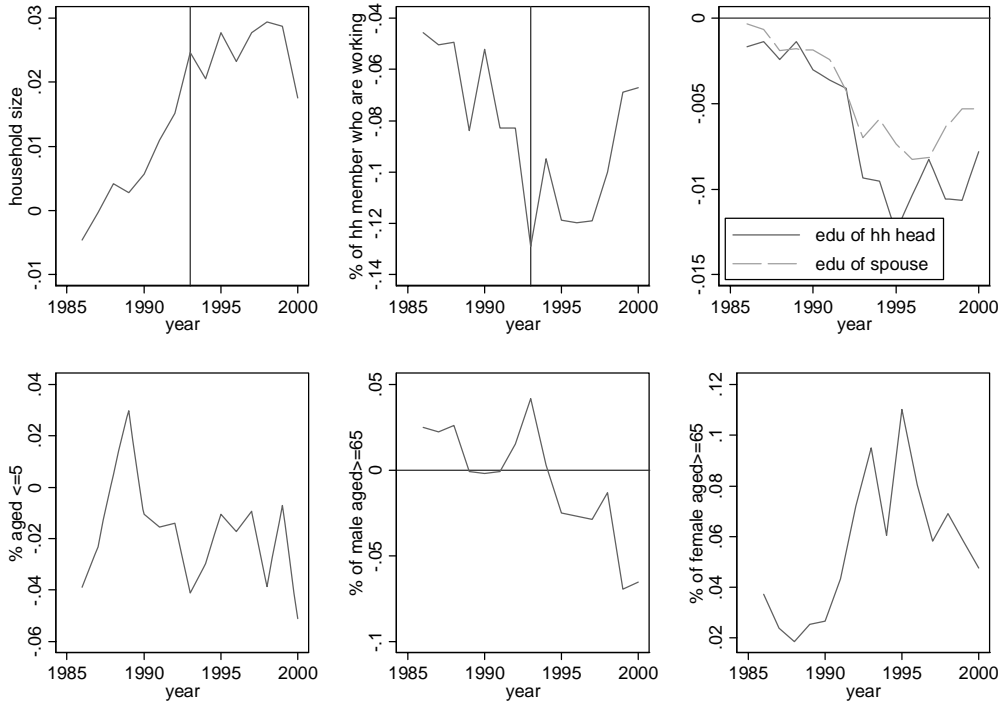 household size
.03
.02
.01
0
-.01
1985 1990 1995 2000
year
% of hh member who are working
-.04
-.06
-.08
-.1
-.12
-.14
1985 1990 1995 2000
year
0
-.005
-.01
-.015
edu of hh head
edu of spouse
1985 1990 1995 2000
year
% aged <=5
.04
.02
0
-.02
-.04
-.06
1985 1990 1995 2000
year
% of male aged>=65
.05
0
-.05
-.1
1985 1990 1995 2000
year
% of female aged>=65
.12
.1
.08
.06
.04
.02
1985 1990 1995 2000
year